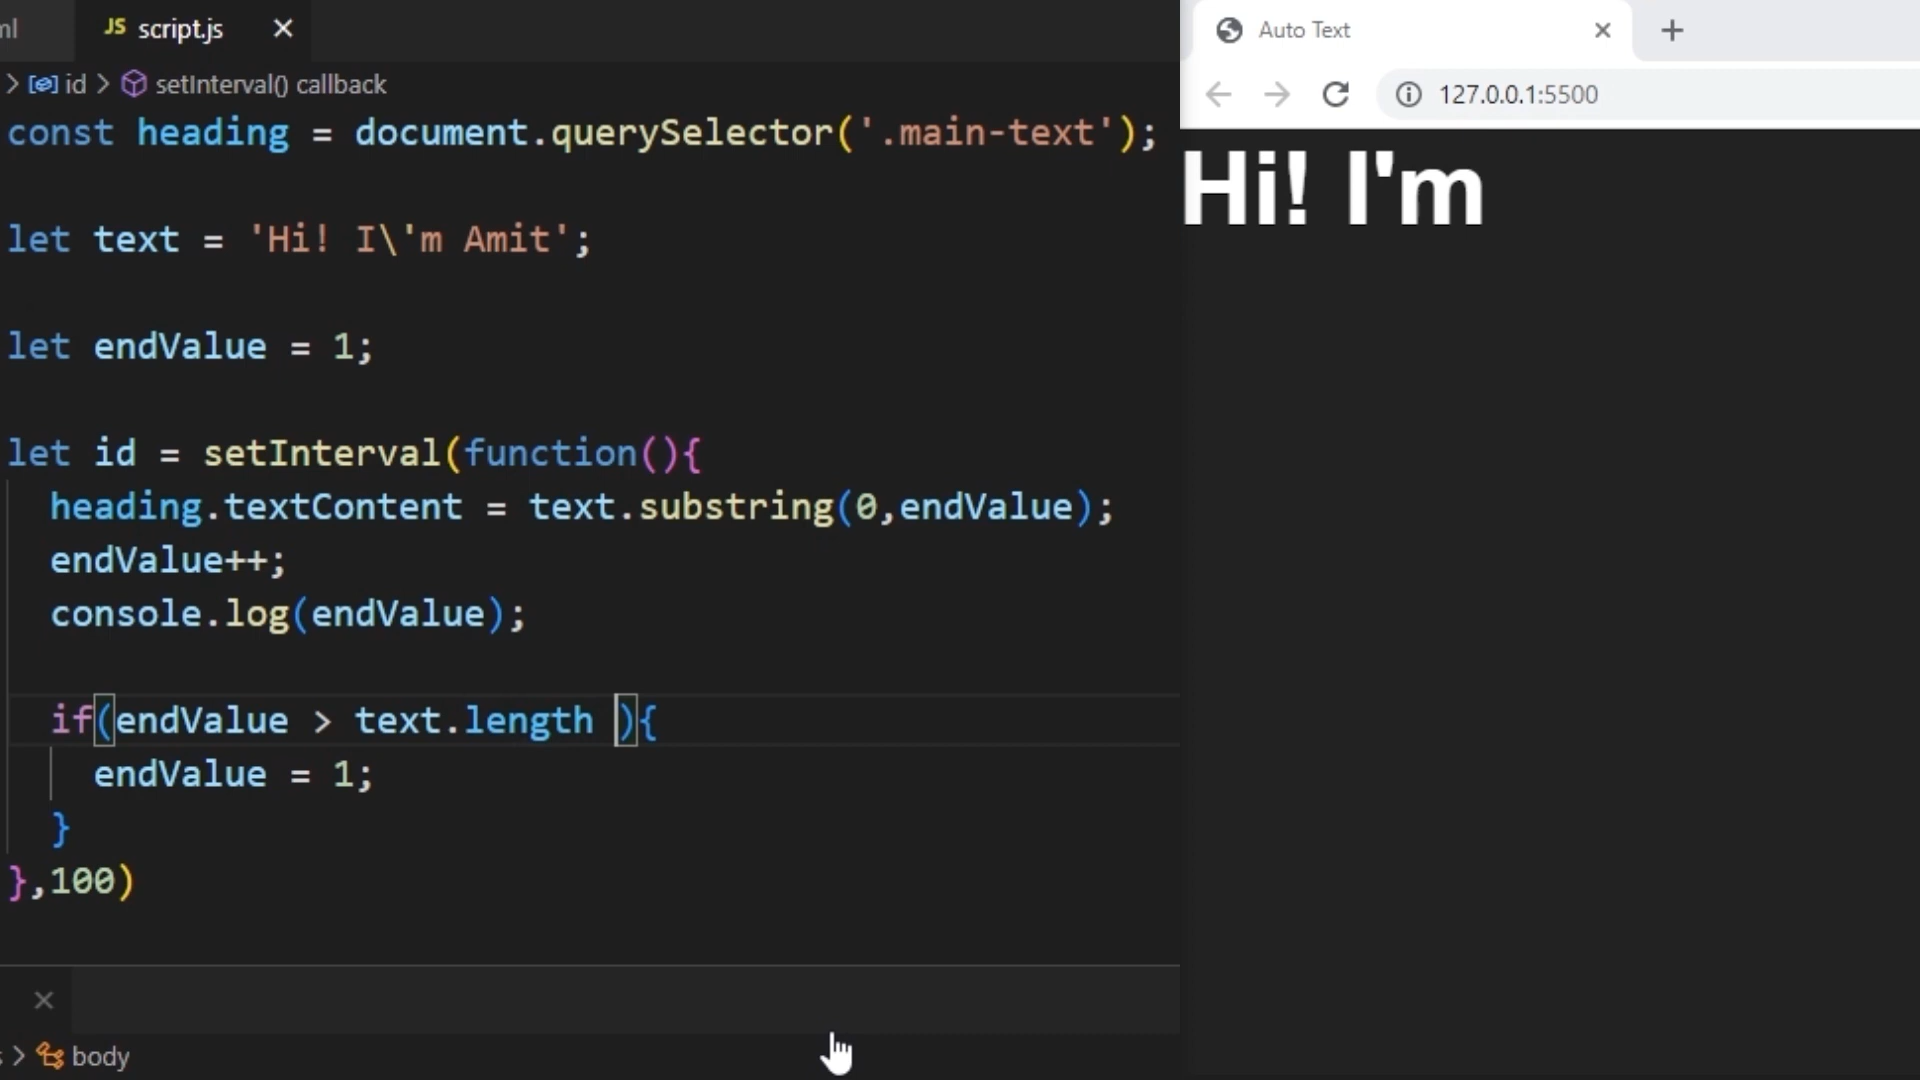 ml
JS script.js
id setInterval() callback
const heading = document.querySelector('.main-text');
let text = 'Hi! I\'m Amit';
let endValue = 1;
let id = setInterval(function(){
heading.textContent = text.substring(0,endValue);
endValue++;
console.log(endValue);
if(endValue > text.length ){
endValue = 1;
}
},100)
body
Auto Text
127.0.0.1:5500
Hi! I'm